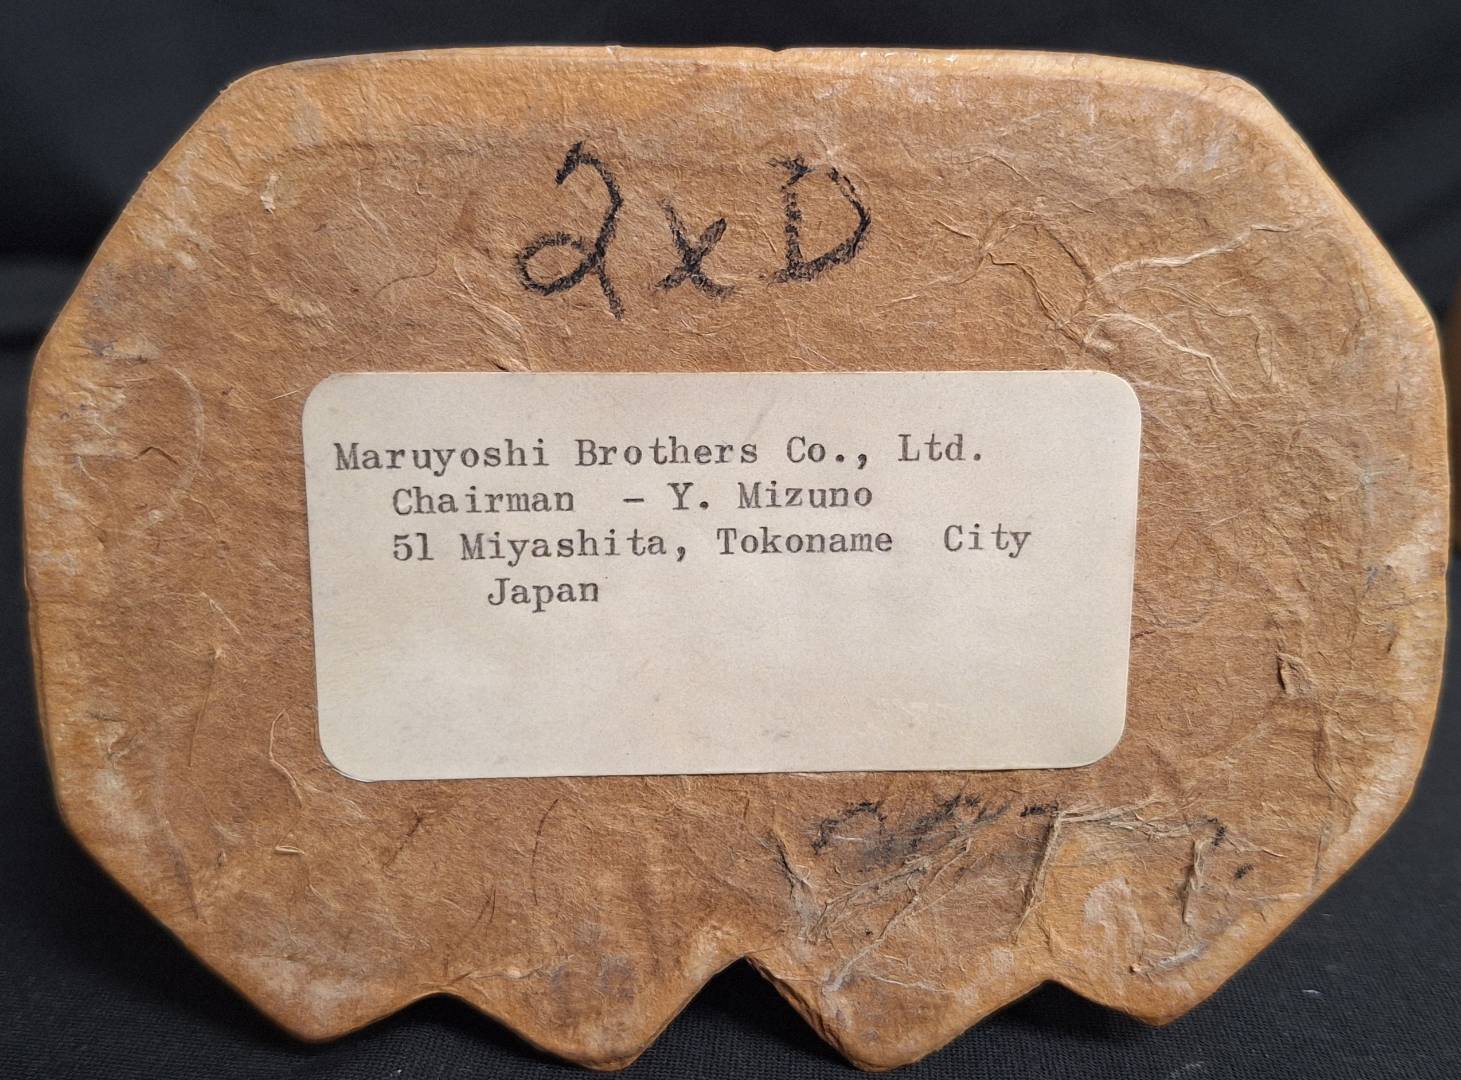 2xD
Maruyoshi Brothers Co., Ltd.
Chairman - Y. Mizuno
51 Miyashita, Tokoname City
Japan